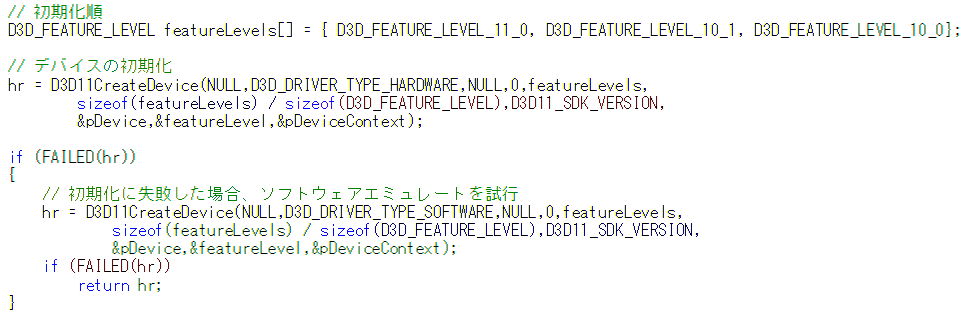 // 初期化順
D3D_FEATURE_LEVEL featureLevels[] = { D3D_FEATURE_LEVEL_11_0, D3D_FEATURE_LEVEL_10_1, D3D_FEATURE_LEVEL_10_0};
// デバイスの初期化
hr = D3D11CreateDevice(NULL,D3D_DRIVER_TYPE_HARDWARE,NULL,0,featureLevels,
sizeof(featureLevels) / sizeof(D3D_FEATURE_LEVEL),D3D11_SDK_VERSION,
&pDevice,&featureLevel,&pDeviceContext);
if (FAILED(hr))
{
// 初期化に失敗した場合、ソフトウェアエミュレートを試行
hr = D3D11CreateDevice(NULL,D3D_DRIVER_TYPE_SOFTWARE,NULL,0,featureLevels,
sizeof(featureLevels) / sizeof(D3D_FEATURE_LEVEL),D3D11_SDK_VERSION,
&pDevice,&featureLevel,&pDeviceContext);
if (FAILED(hr))
return hr;
}